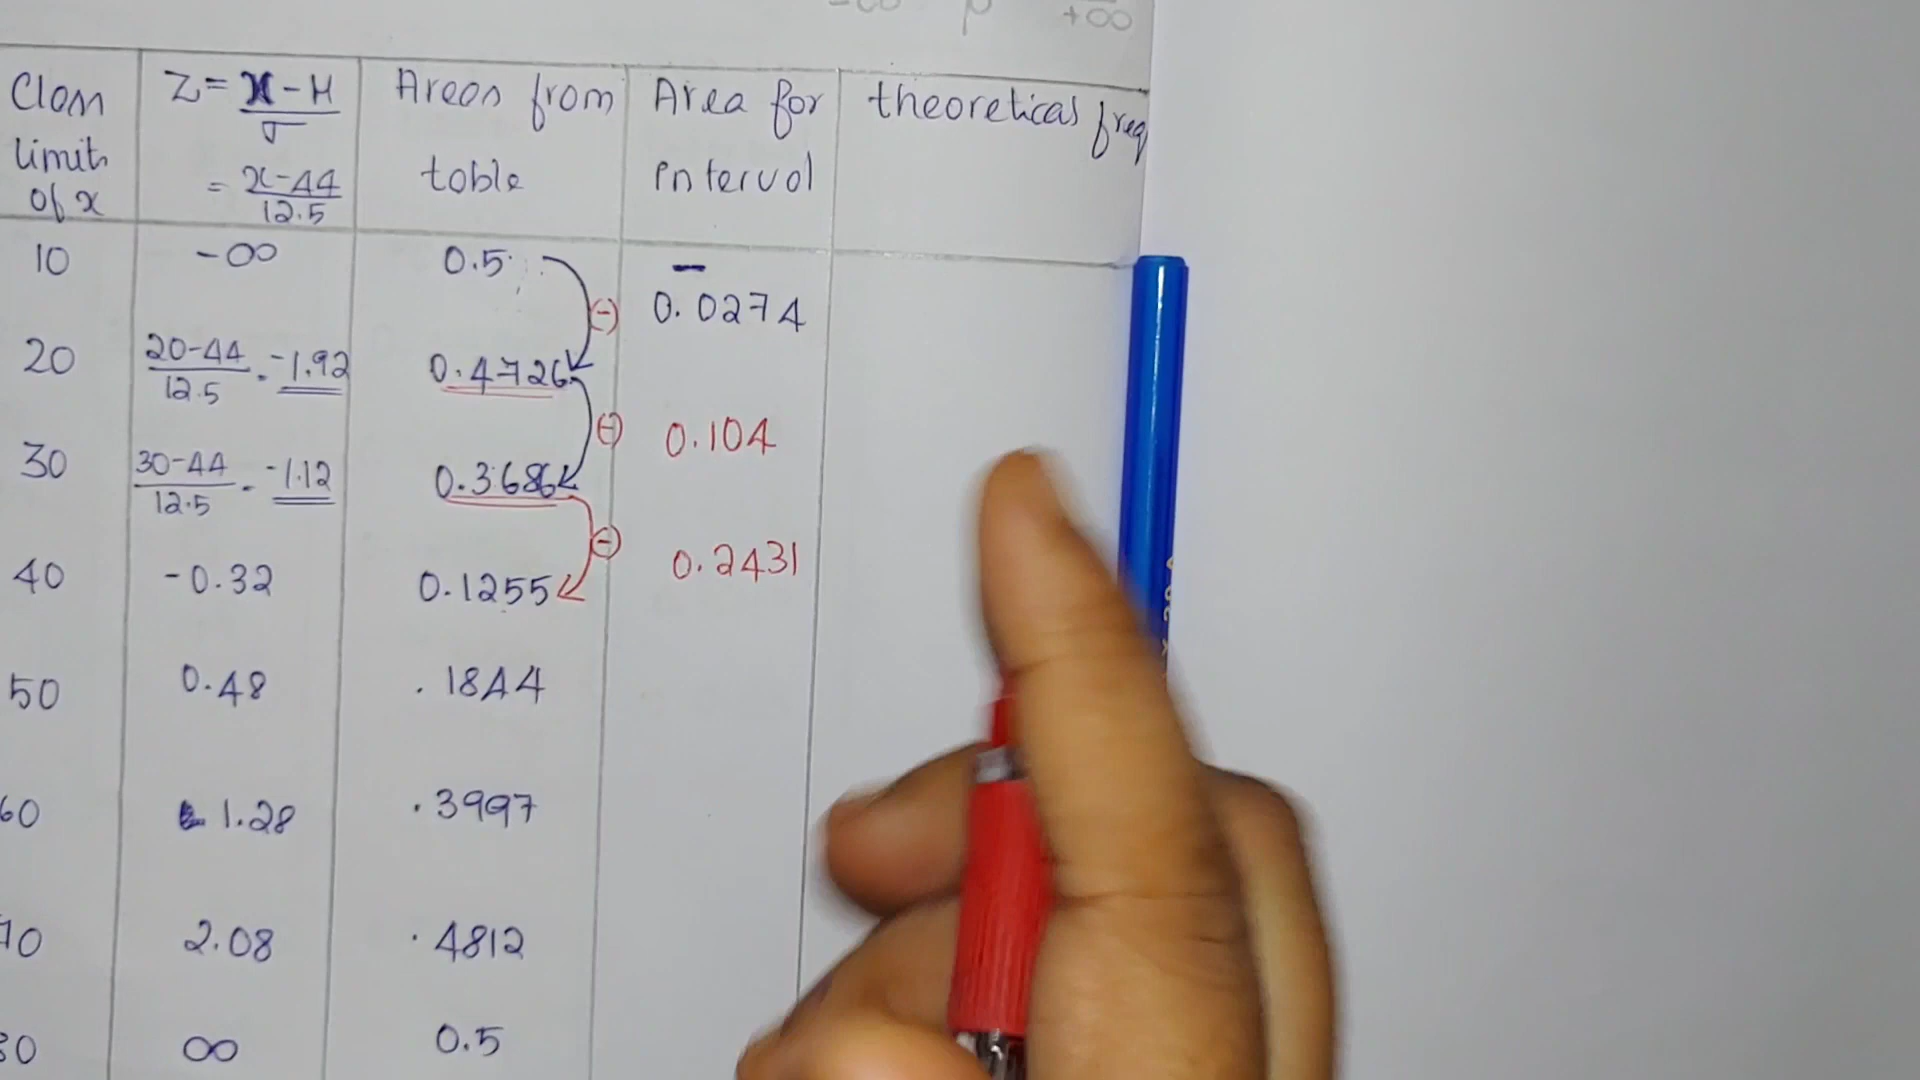 -∞ μ +∞
Class limits of x | Z = x-μ/σ = x-44/12.5 | Areas from table | Area for interval | theoretical freq
10 | -∞ | 0.5 | -
(-) 0.0274
20 | 20-44/12.5 = -1.92 | 0.4726
(-) 0.104
30 | 30-44/12.5 = -1.12 | 0.3686
(-) 0.2431
40 | -0.32 | 0.1255
50 | 0.48 | .1844
60 | 1.28 | .3997
70 | 2.08 | .4812
80 | ∞ | 0.5